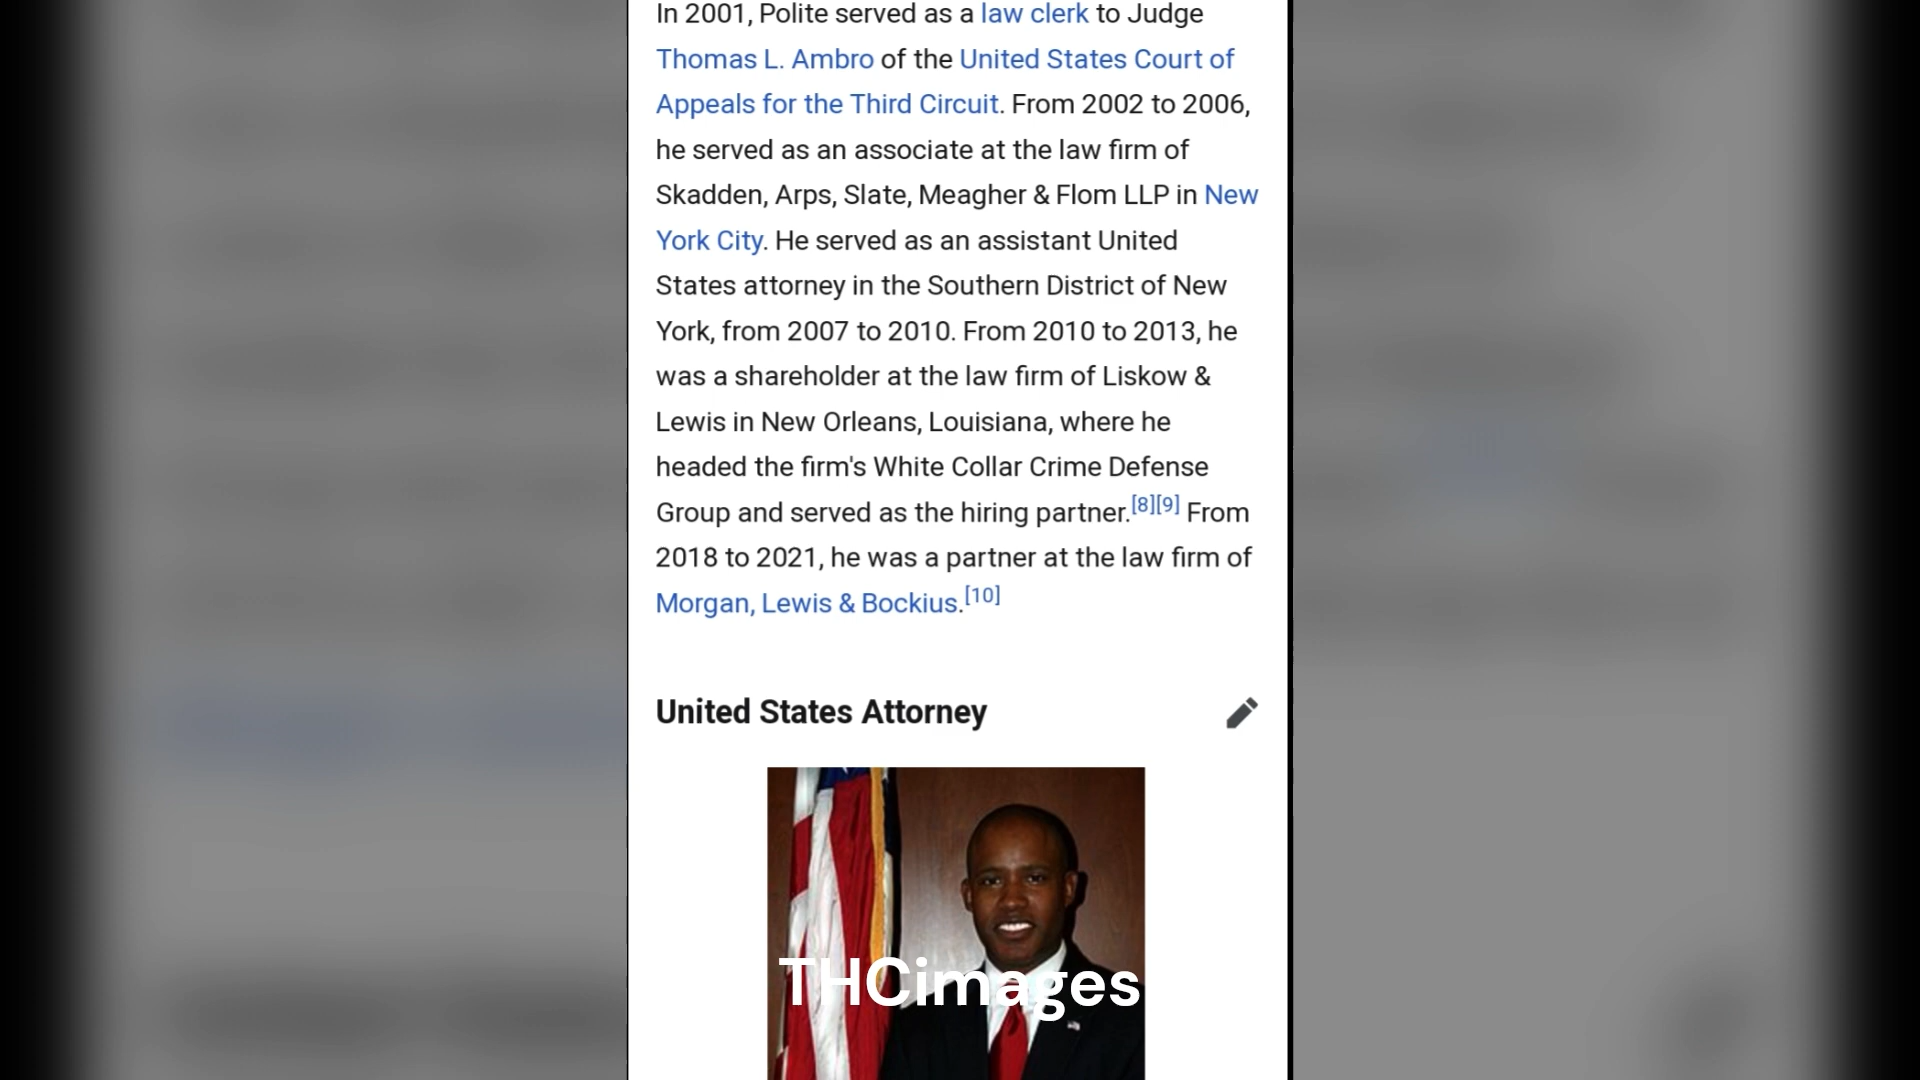 In 2001, Polite served as a law clerk to Judge
Thomas L. Ambro of the United States Court of
Appeals for the Third Circuit. From 2002 to 2006,
he served as an associate at the law firm of
Skadden, Arps, Slate, Meagher & Flom LLP in New
York City. He served as an assistant United
States attorney in the Southern District of New
York, from 2007 to 2010. From 2010 to 2013, he
was a shareholder at the law firm of Liskow &
Lewis in New Orleans, Louisiana, where he
headed the firm's White Collar Crime Defense
Group and served as the hiring partner.[8][9] From
2018 to 2021, he was a partner at the law firm of
Morgan, Lewis & Bockius.[10]
United States Attorney
THCimages